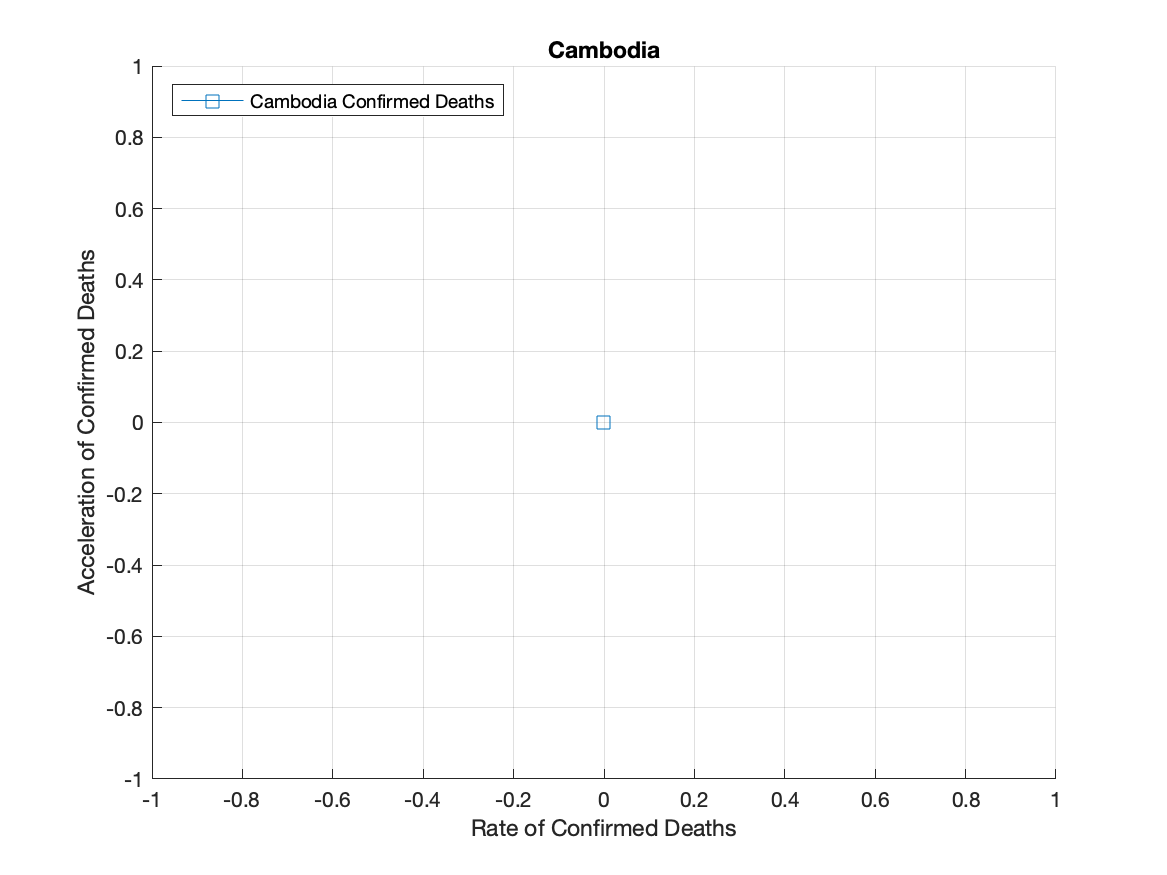 Cambodia
Cambodia Confirmed Deaths
1
0.8
0.6
0.4
0.2
0
-0.2
-0.4
-0.6
-0.8
-1
Acceleration of Confirmed Deaths
-1 -0.8 -0.6 -0.4 -0.2 0 0.2 0.4 0.6 0.8 1
Rate of Confirmed Deaths